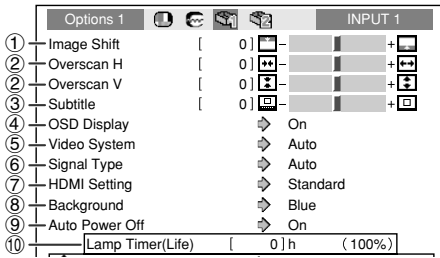 Options 1 INPUT 1
① Image Shift [ 0 ] − +
② Overscan H [ 0 ] − +
② Overscan V [ 0 ] − +
③ Subtitle [ 0 ] − +
④ OSD Display On
⑤ Video System Auto
⑥ Signal Type Auto
⑦ HDMI Setting Standard
⑧ Background Blue
⑨ Auto Power Off On
⑩ Lamp Timer(Life) [ 0 ] h (100%)